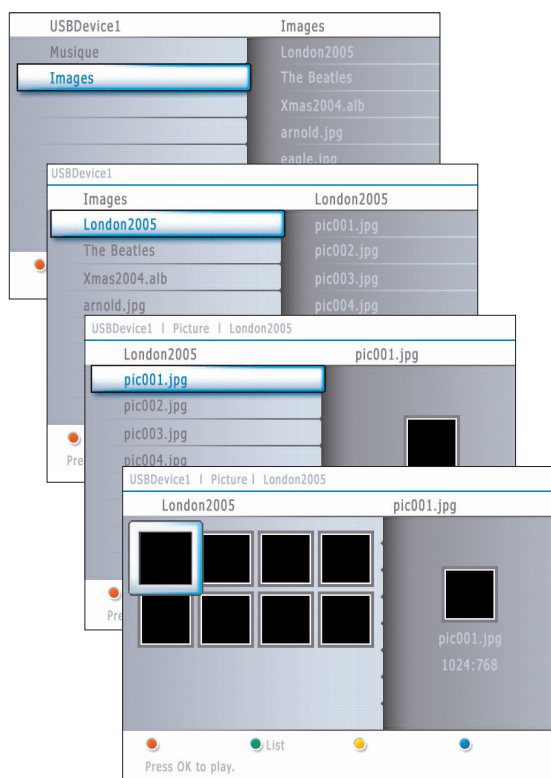 USBDevice1 Images
Musique London2005
Images The Beatles
Xmas2004.alb
arnold.jpg
eagle.jpg
USBDevice1
Images London2005
London2005 pic001.jpg
The Beatles pic002.jpg
Xmas2004.alb pic003.jpg
arnold.jpg pic004.jpg
USBDevice1 | Picture | London2005
London2005 pic001.jpg
pic001.jpg
pic002.jpg
pic003.jpg
Pre
pic004.jpg
USBDevice1 | Picture | London2005
London2005 pic001.jpg
Pre
pic001.jpg
1024:768
List
Press OK to play.